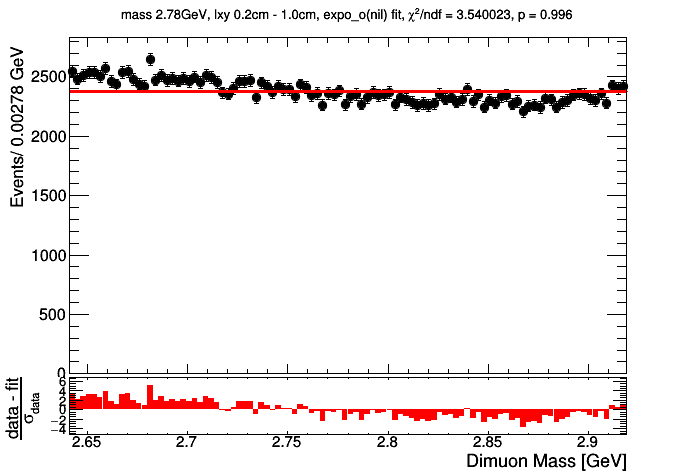 mass 2.78GeV, lxy 0.2cm - 1.0cm, expo_o(nil) fit, χ²/ndf = 3.540023, p = 0.996
Events/ 0.00278 GeV
2500
2000
1500
1000
500
0
data - fit
σdata
6
4
2
0
−2
−4
2.65 2.7 2.75 2.8 2.85 2.9
Dimuon Mass [GeV]